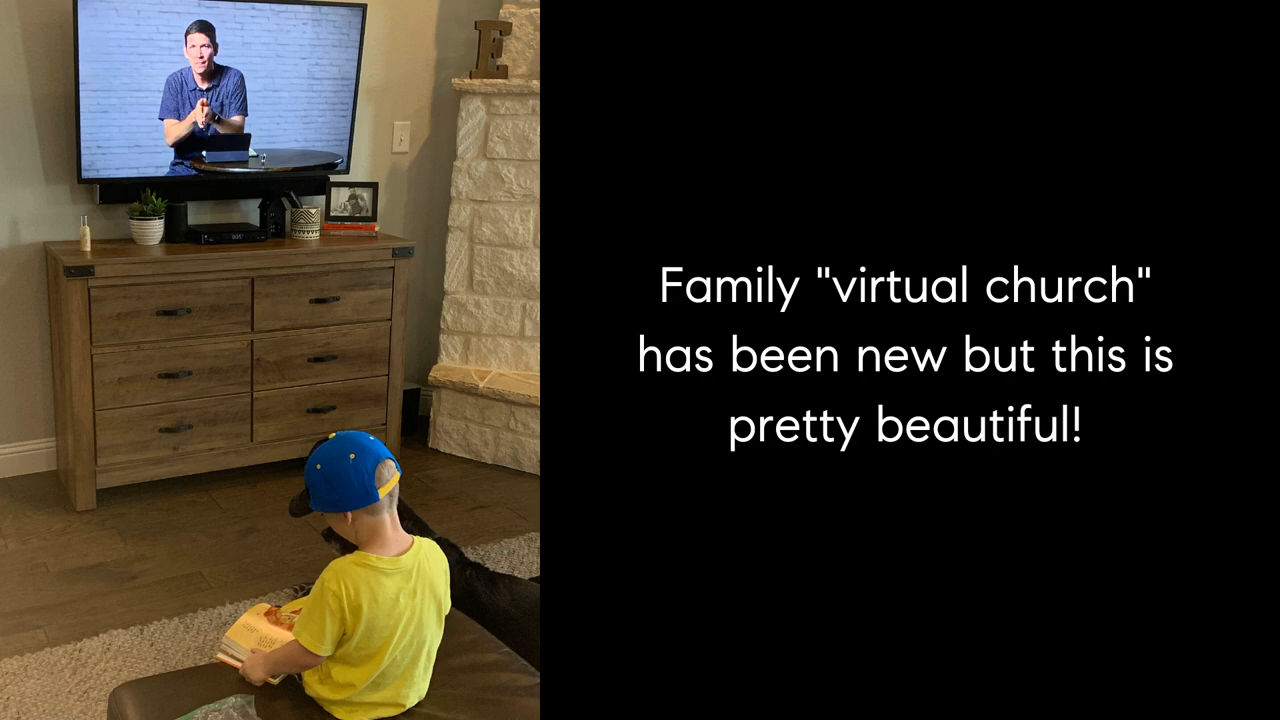 E
Family "virtual church"
has been new but this is
pretty beautiful!